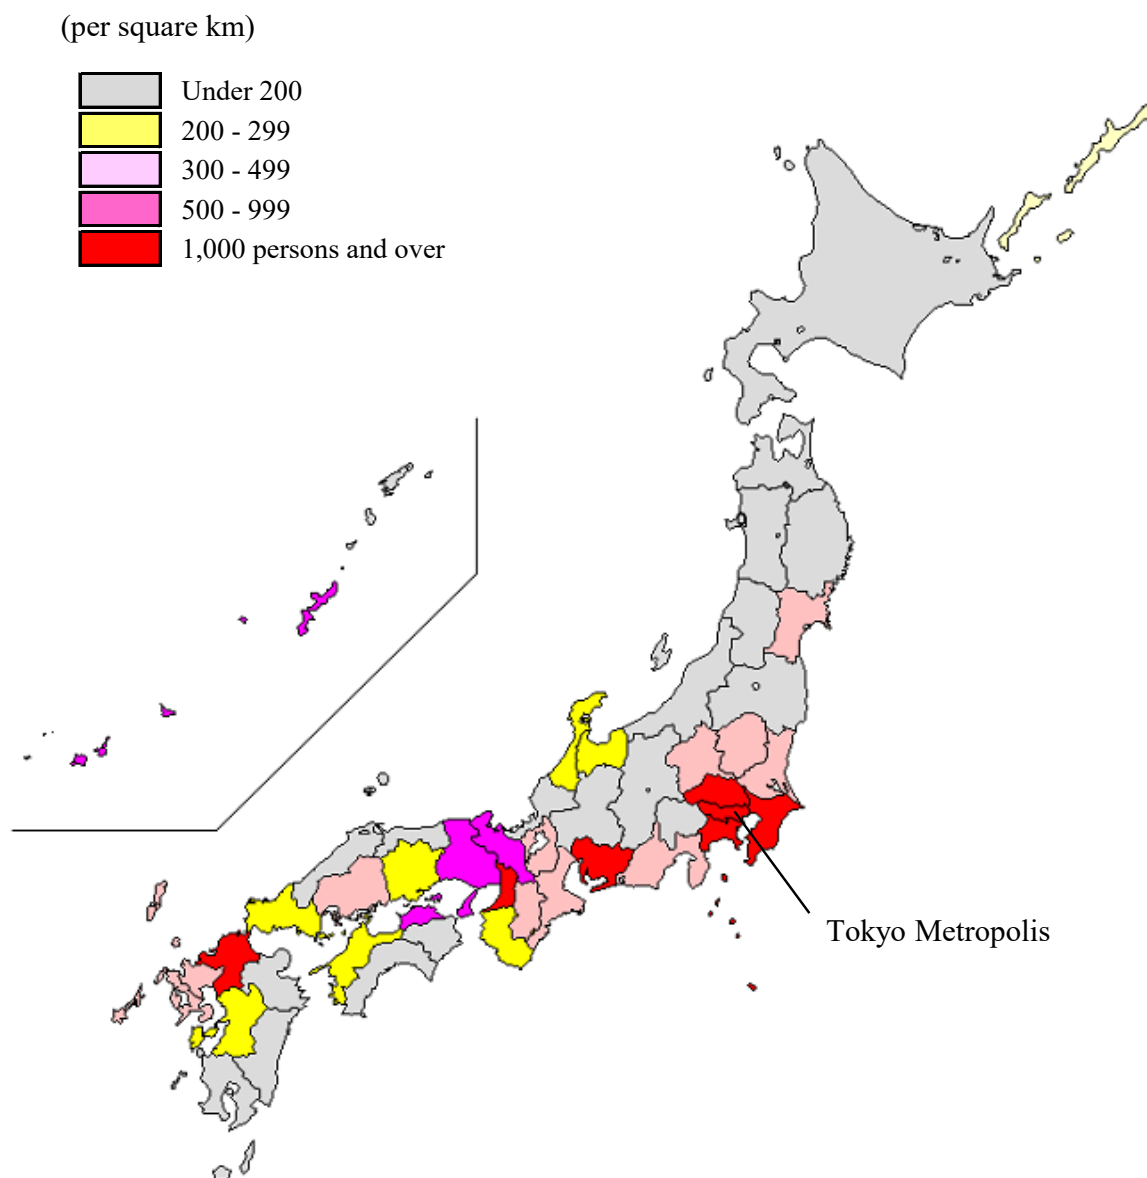 (per square km)
Under 200
200 - 299
300 - 499
500 - 999
1,000 persons and over
Tokyo Metropolis